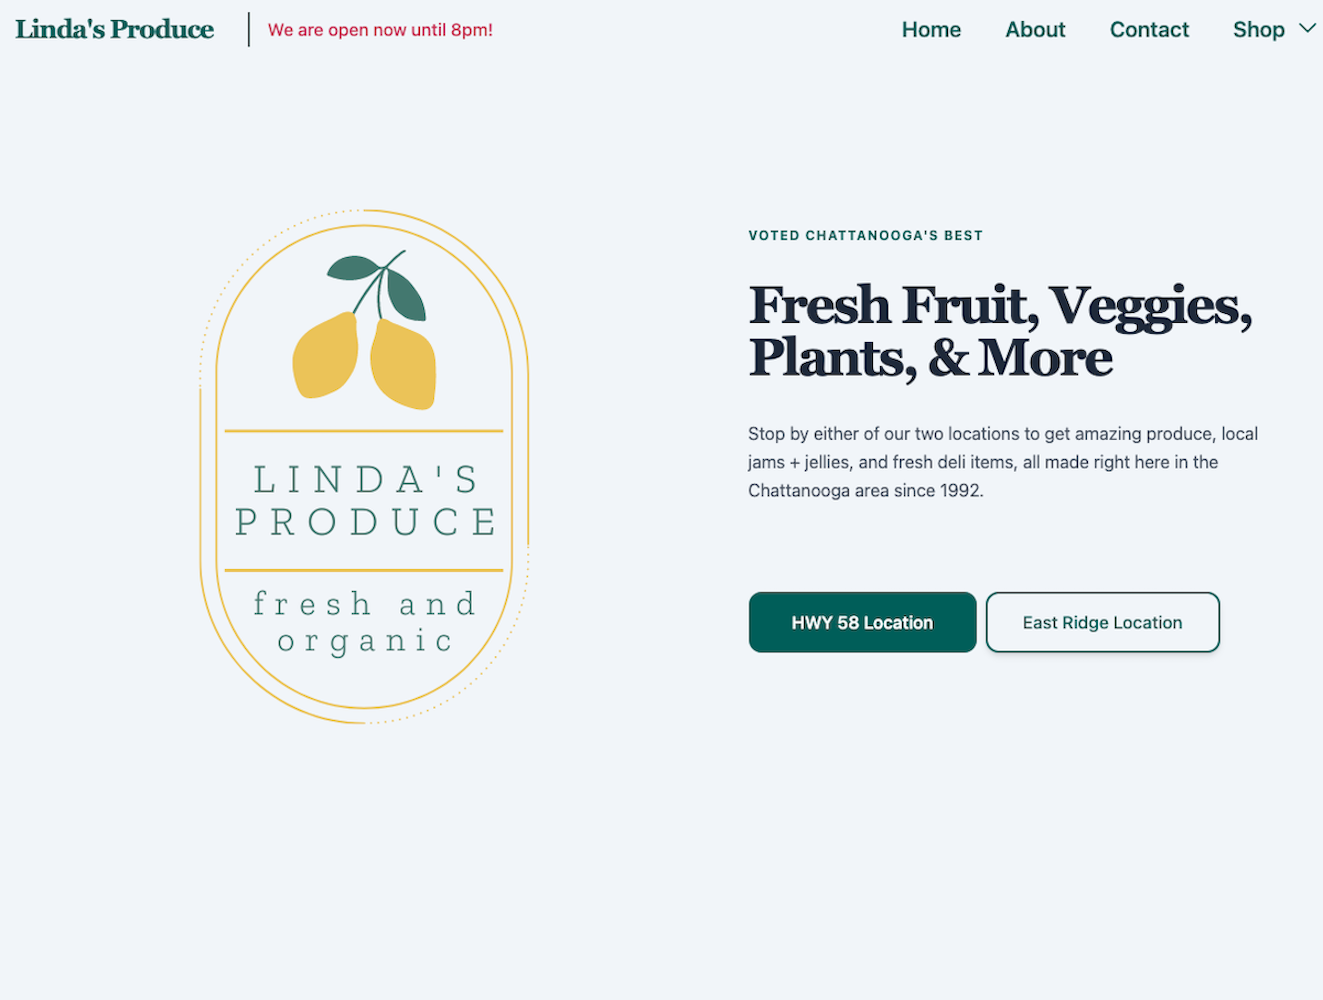 Linda's Produce
We are open now until 8pm!
Home
About
Contact
Shop
LINDA'S
PRODUCE
fresh and
organic
VOTED CHATTANOOGA'S BEST
Fresh Fruit, Veggies,
Plants, & More
Stop by either of our two locations to get amazing produce, local
jams + jellies, and fresh deli items, all made right here in the
Chattanooga area since 1992.
HWY 58 Location
East Ridge Location